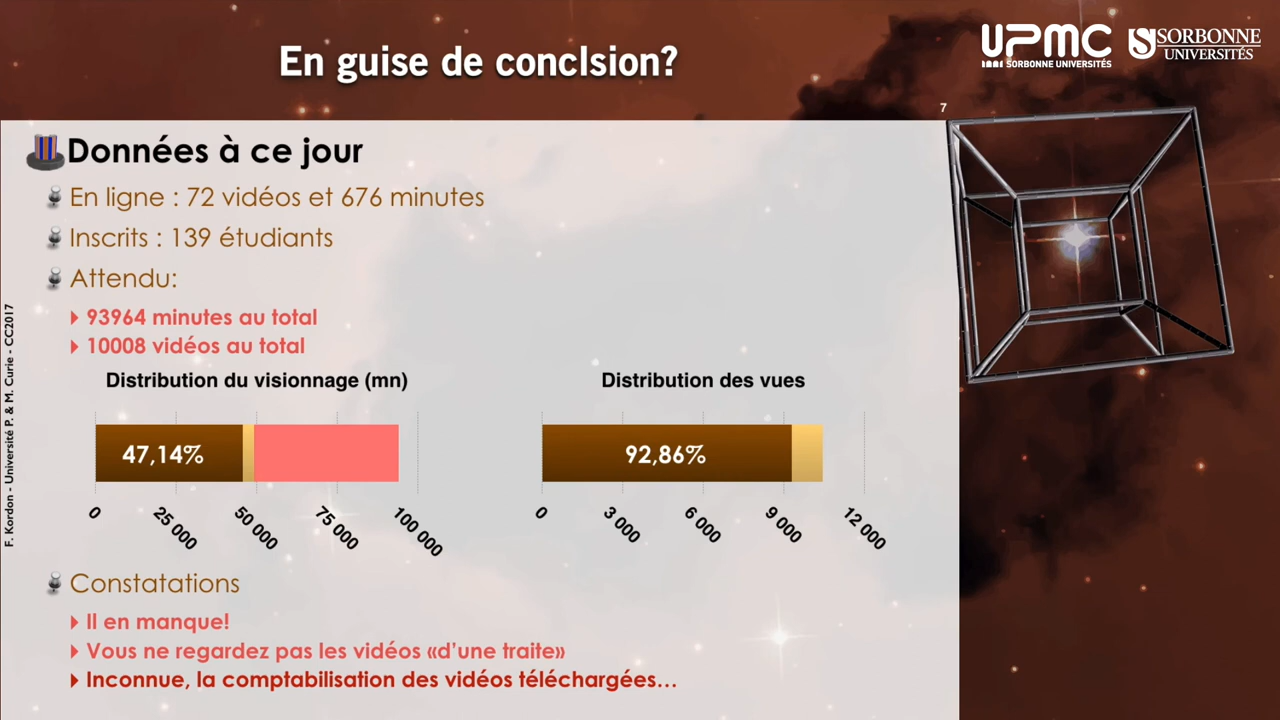 En guise de conclsion?
UPMC
SORBONNE UNIVERSITÉS
SORBONNE
UNIVERSITÉS
7
Données à ce jour
En ligne : 72 vidéos et 676 minutes
Inscrits : 139 étudiants
Attendu:
93964 minutes au total
10008 vidéos au total
Distribution du visionnage (mn)
47,14%
0
25 000
50 000
75 000
100 000
Distribution des vues
92,86%
0
3 000
6 000
9 000
12 000
Constatations
Il en manque!
Vous ne regardez pas les vidéos «d’une traite»
Inconnue, la comptabilisation des vidéos téléchargées…
F. Kordon - Université P. & M. Curie - CC2017